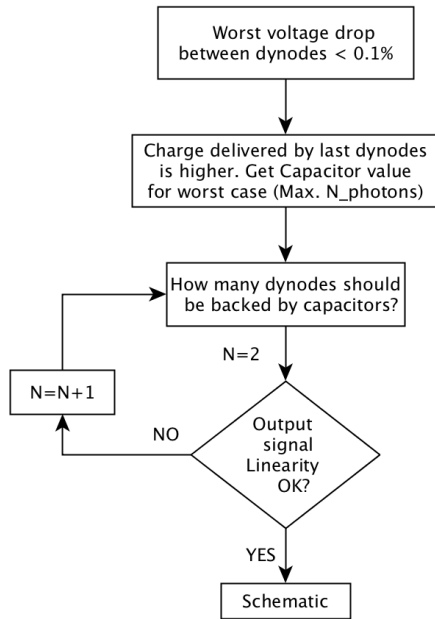 Worst voltage drop
between dynodes < 0.1%
Charge delivered by last dynodes
is higher. Get Capacitor value
for worst case (Max. N_photons)
How many dynodes should
be backed by capacitors?
N=2
N=N+1
NO
Output
signal
Linearity
OK?
YES
Schematic